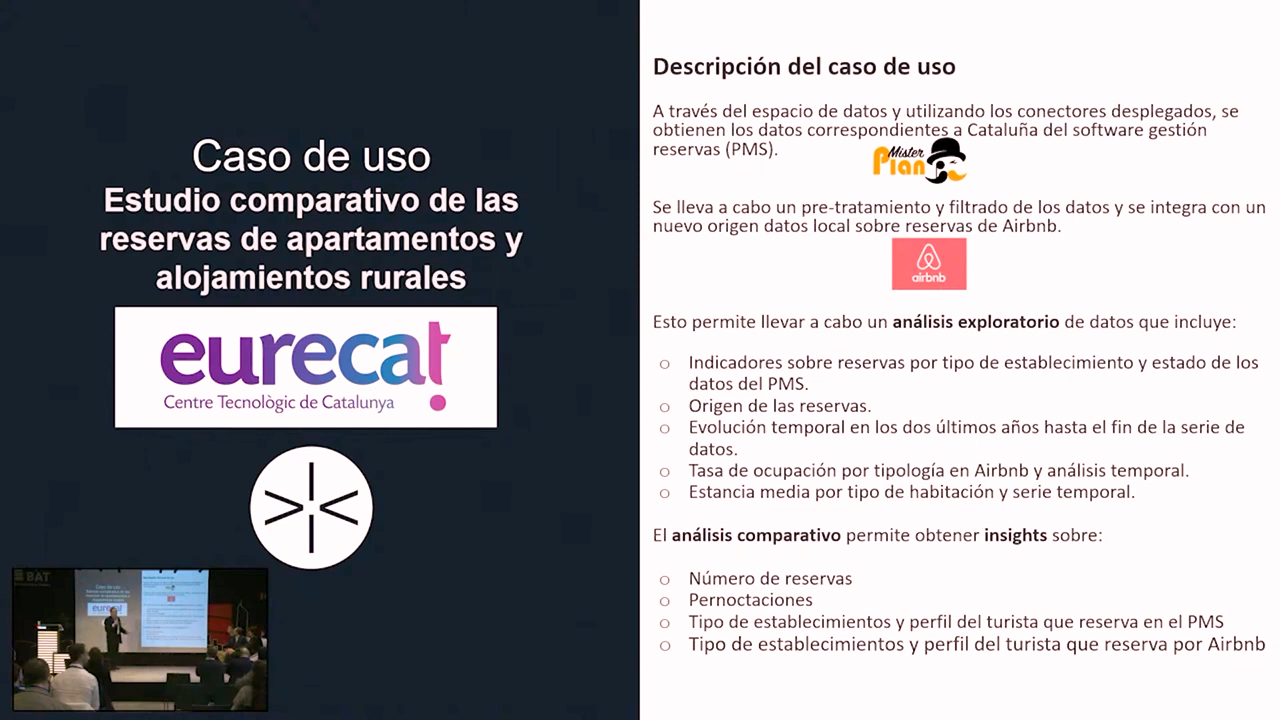 Caso de uso
Estudio comparativo de las
reservas de apartamentos y
alojamientos rurales
eurecat
Centre Tecnològic de Catalunya
BAT
Descripción del caso de uso
A través del espacio de datos y utilizando los conectores desplegados, se
obtienen los datos correspondientes a Cataluña del software gestión
reservas (PMS).
Mister
Plan
Se lleva a cabo un pre-tratamiento y filtrado de los datos y se integra con un
nuevo origen datos local sobre reservas de Airbnb.
airbnb
Esto permite llevar a cabo un análisis exploratorio de datos que incluye:
o Indicadores sobre reservas por tipo de establecimiento y estado de los
datos del PMS.
o Origen de las reservas.
o Evolución temporal en los dos últimos años hasta el fin de la serie de
datos.
o Tasa de ocupación por tipología en Airbnb y análisis temporal.
o Estancia media por tipo de habitación y serie temporal.
El análisis comparativo permite obtener insights sobre:
o Número de reservas
o Pernoctaciones
o Tipo de establecimientos y perfil del turista que reserva en el PMS
o Tipo de establecimientos y perfil del turista que reserva por Airbnb